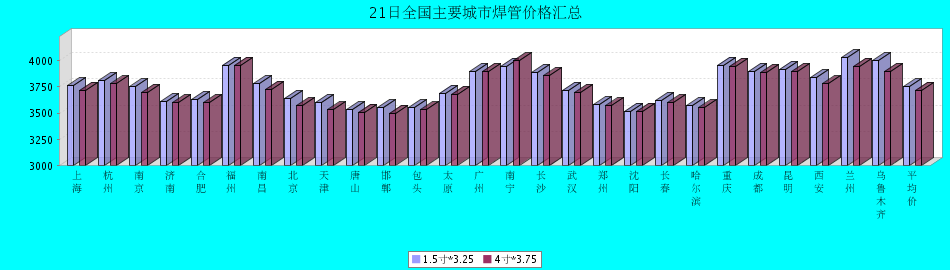 21日全国主要城市焊管价格汇总
4000
3750
3500
3250
3000
上海 杭州 南京 济南 合肥 福州 南昌 北京 天津 唐山 邯郸 包头 太原 广州 南宁 长沙 武汉 郑州 沈阳 长春 哈尔滨 重庆 成都 昆明 西安 兰州 乌鲁木齐 平均价
1.5寸*3.25 4寸*3.75